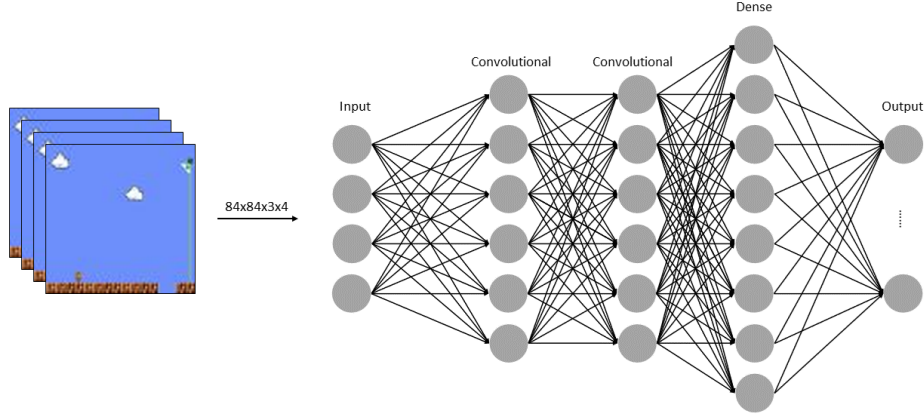 Dense
Convolutional
Convolutional
Input
Output
84x84x3x4